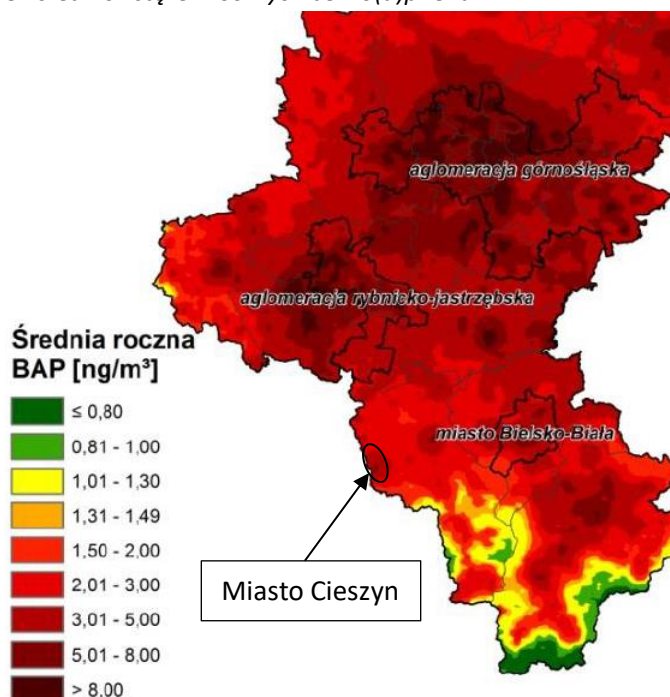 aglomeracja górnośląska
aglomeracja rybnicko-jastrzębska
Średnia roczna
BAP [ng/m³]
≤ 0,80
0,81 - 1,00
1,01 - 1,30
1,31 - 1,49
1,50 - 2,00
2,01 - 3,00
3,01 - 5,00
5,01 - 8,00
> 8,00
miasto Bielsko-Biała
Miasto Cieszyn